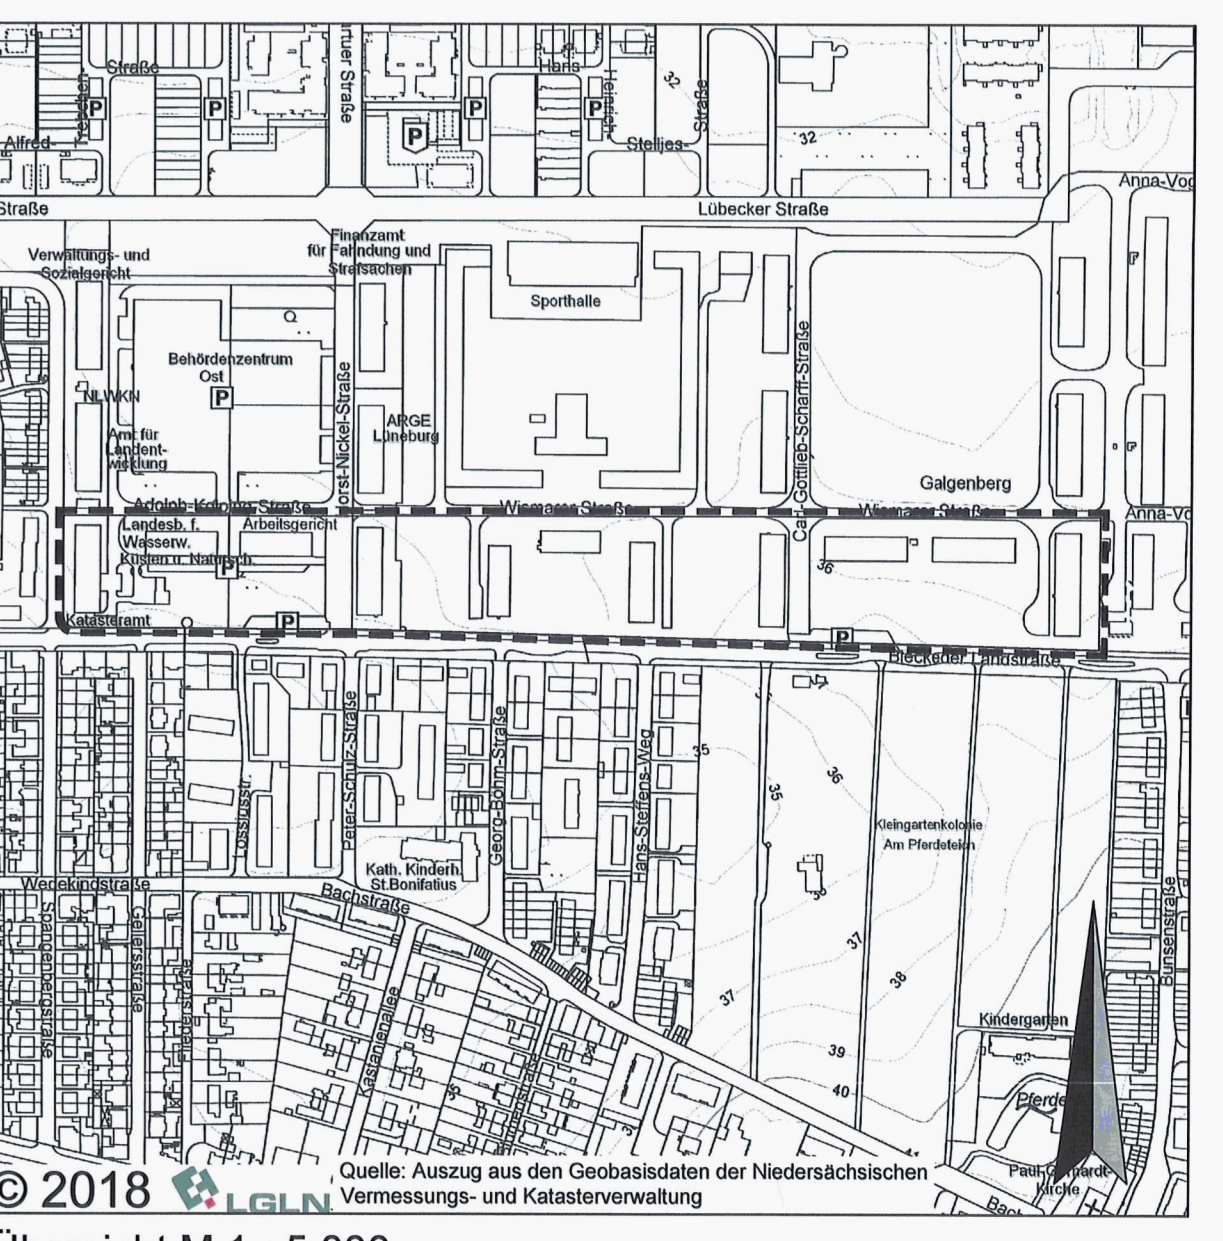 Straße
P
P
P
P
P
Hans-
Heinrich-
Straße
32
32
Alfred-
Stelljes-
Anna-Vog
Straße
Lübecker Straße
Verwaltungs- und
Sozialgericht
Finanzamt
für Fahndung und
Strafsachen
Sporthalle
Behördenzentrum
Ost
P
NLWKN
Amt für
Landent-
wicklung
ARGE
Lüneburg
Carl-Gottlieb-Scharff-Straße
Galgenberg
Adolph-Kolping-Straße
Wismarer Straße
Wismarer Straße
Anna-Vo
Landesb. f.
Wasserw.
Küsten u. Natursch.
Arbeitsgericht
P
36
Katasteramt
P
P
Bleckeder Landstraße
Peter-Schulz-Straße
Georg-Böhm-Straße
Hans-Steffens-Weg
Lossiusstr.
35
35
36
Kleingartenkolonie
Am Pferdeteich
Kath. Kinderh.
St.Bonifatius
Wedekindstraße
Bachstraße
Spangenbergstraße
Gellersstraße
Kastanienallee
Bunsenstraße
37
38
37
39
40
Kindergarten
Pferde
Kirche
© 2018
LGLN
Quelle: Auszug aus den Geobasisdaten der Niedersächsischen
Vermessungs- und Katasterverwaltung